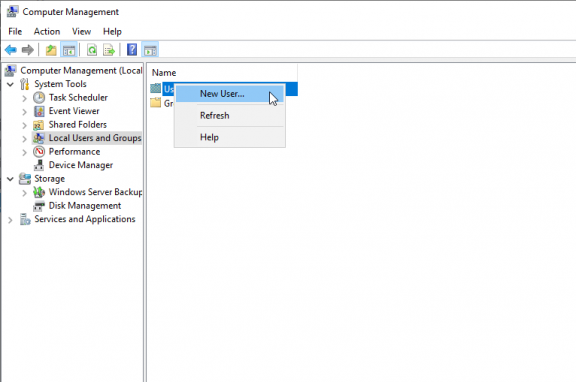 Computer Management
File Action View Help
Computer Management (Local
System Tools
Task Scheduler
Event Viewer
Shared Folders
Local Users and Groups
Performance
Device Manager
Storage
Windows Server Backup
Disk Management
Services and Applications
Name
New User...
Refresh
Help